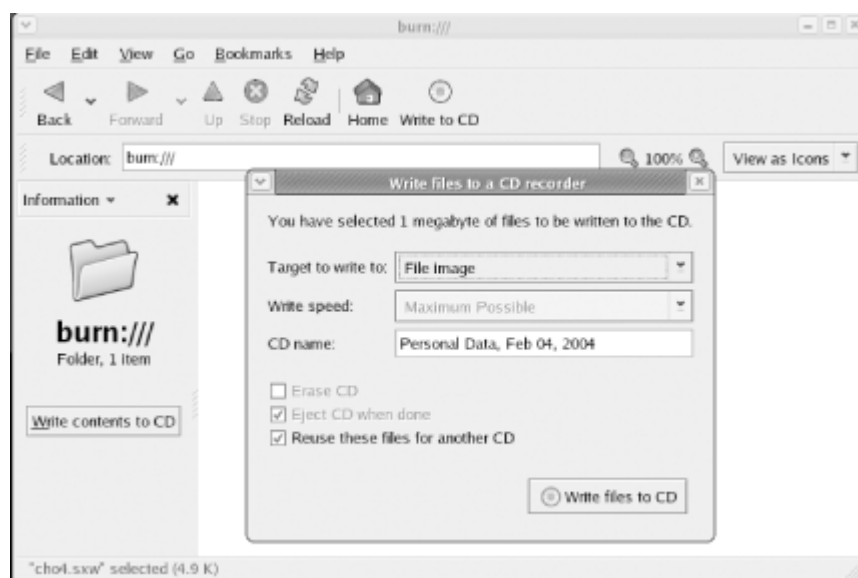 burn:///
File Edit View Go Bookmarks Help
Back Forward Up Stop Reload Home Write to CD
Location: burn:/// 100% View as Icons
Information
burn:///
Folder, 1 item
Write contents to CD
Write files to a CD recorder
You have selected 1 megabyte of files to be written to the CD.
Target to write to: File image
Write speed: Maximum Possible
CD name: Personal Data, Feb 04, 2004
Erase CD
Eject CD when done
Reuse these files for another CD
Write files to CD
"cho4.sxw" selected (4.9 K)